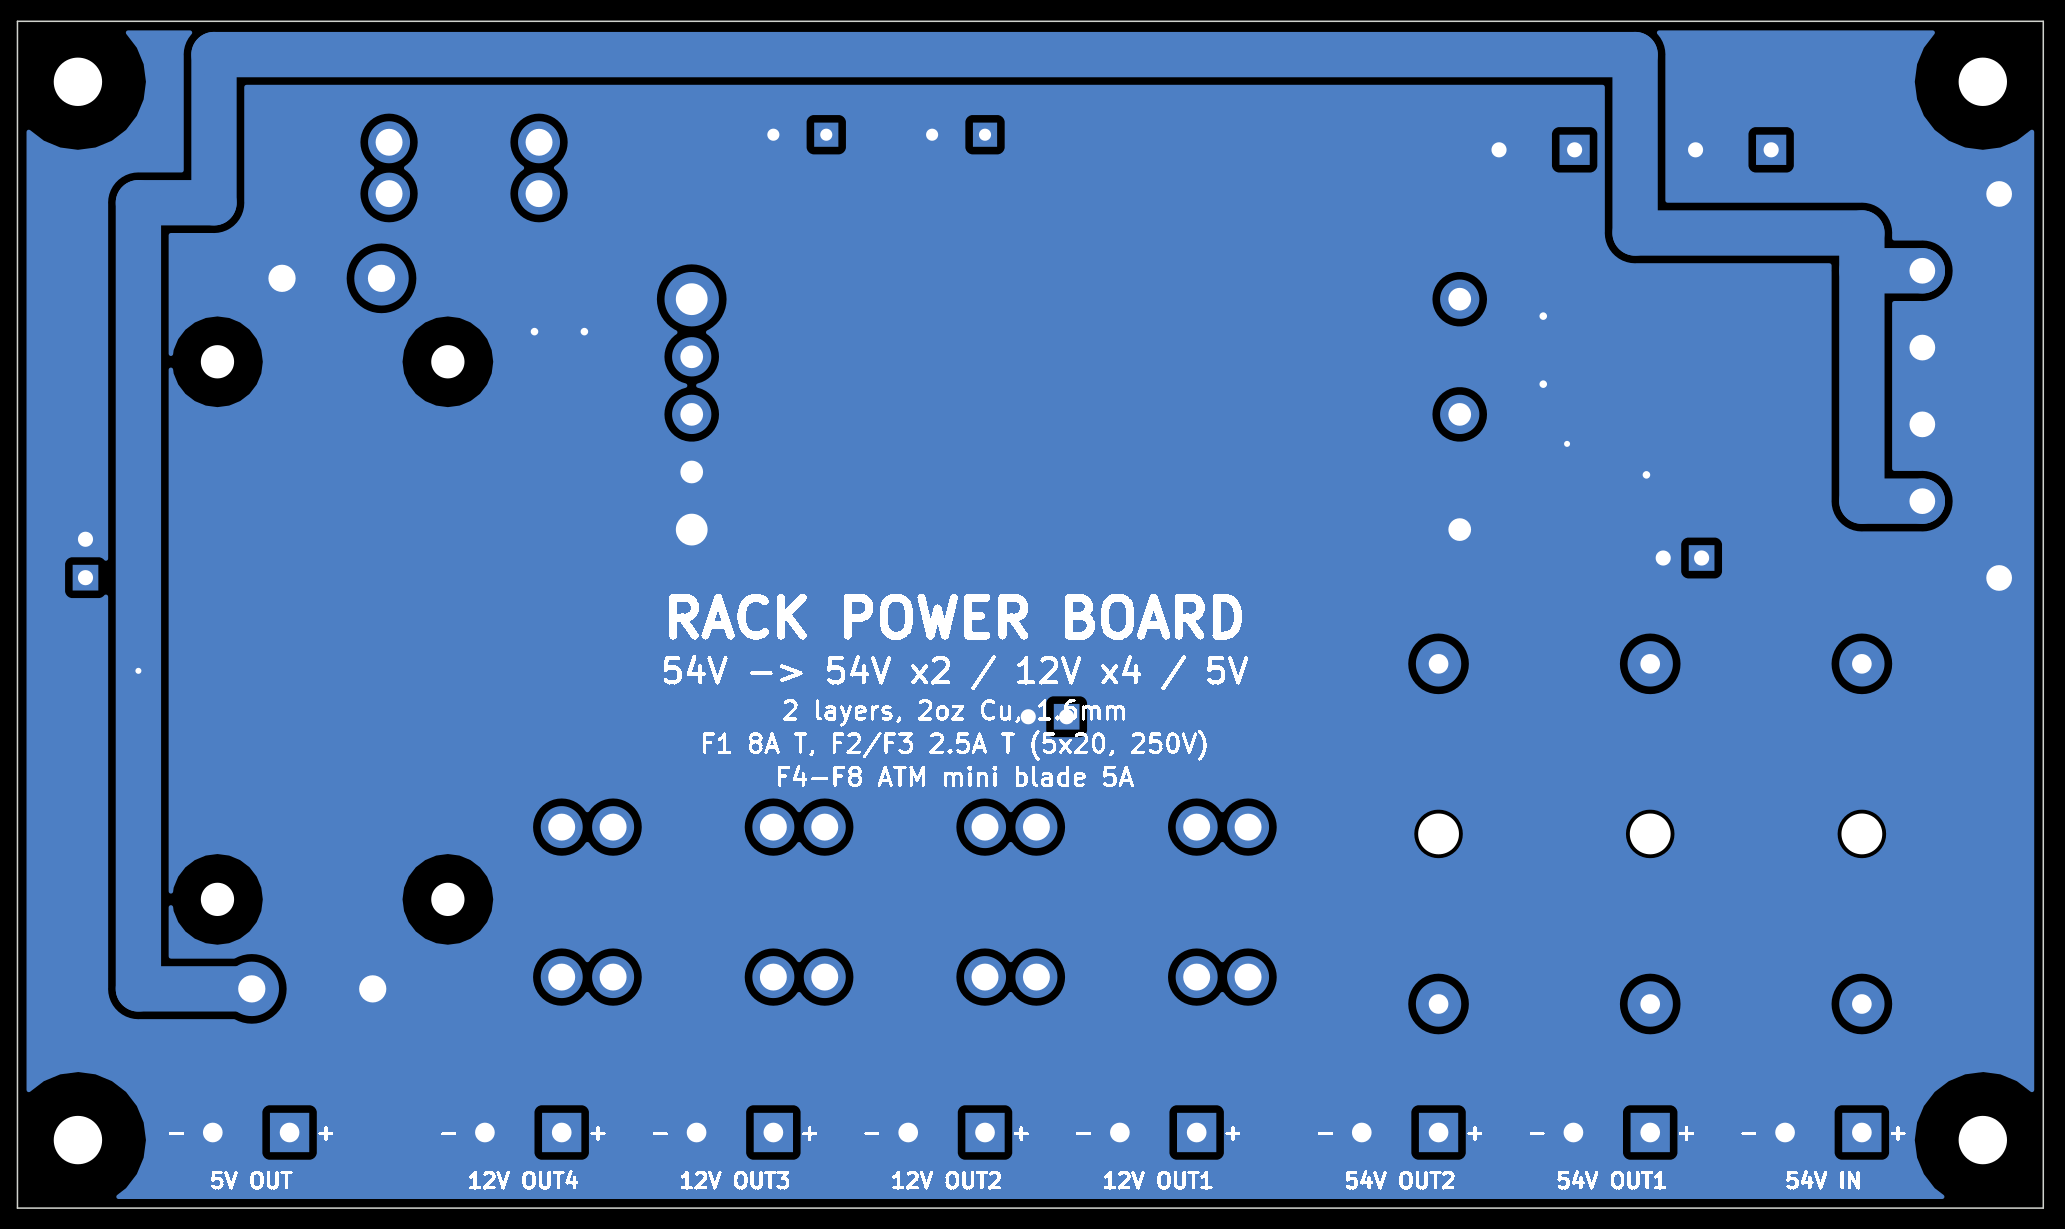 RACK POWER BOARD
54V -> 54V x2 / 12V x4 / 5V
2 layers, 2oz Cu, 1.6mm
F1 8A T, F2/F3 2.5A T (5x20, 250V)
F4-F8 ATM mini blade 5A
- + - + - + - + - + - + - + - +
5V OUT 12V OUT4 12V OUT3 12V OUT2 12V OUT1 54V OUT2 54V OUT1 54V IN